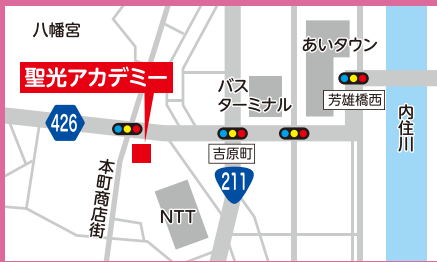 八幡宮
あいタウン
聖光アカデミー
バス
ターミナル
芳雄橋西
426
内住川
吉原町
本町商店街
211
NTT